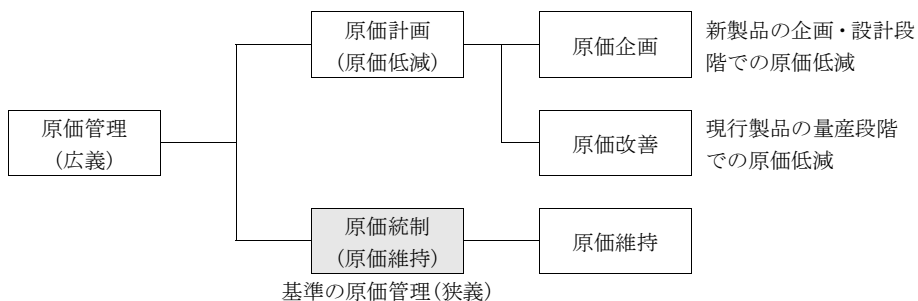 原価管理
(広義)
原価計画
(原価低減)
原価企画
新製品の企画・設計段
階での原価低減
原価改善
現行製品の量産段階
での原価低減
原価統制
(原価維持)
基準の原価管理(狭義)
原価維持